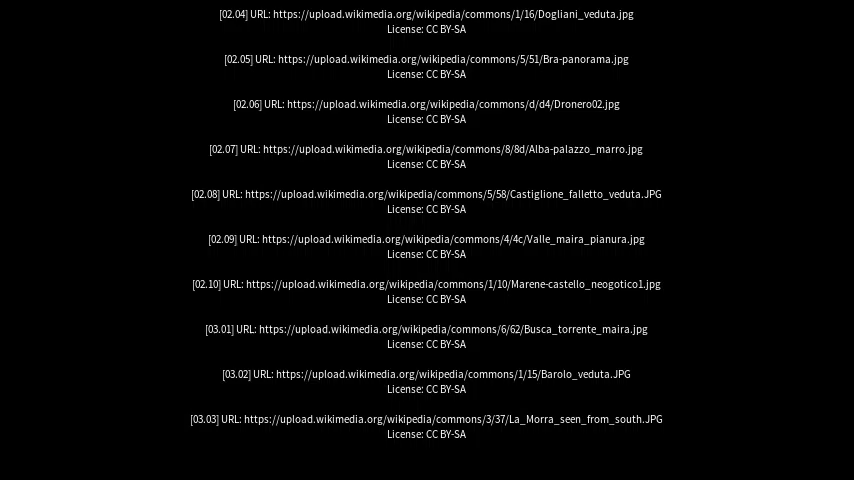 [02.04] URL: https://upload.wikimedia.org/wikipedia/commons/1/16/Dogliani_veduta.jpg
License: CC BY-SA
[02.05] URL: https://upload.wikimedia.org/wikipedia/commons/5/51/Bra-panorama.jpg
License: CC BY-SA
[02.06] URL: https://upload.wikimedia.org/wikipedia/commons/d/d4/Dronero02.jpg
License: CC BY-SA
[02.07] URL: https://upload.wikimedia.org/wikipedia/commons/8/8d/Alba-palazzo_marro.jpg
License: CC BY-SA
[02.08] URL: https://upload.wikimedia.org/wikipedia/commons/5/58/Castiglione_falletto_veduta.JPG
License: CC BY-SA
[02.09] URL: https://upload.wikimedia.org/wikipedia/commons/4/4c/Valle_maira_pianura.jpg
License: CC BY-SA
[02.10] URL: https://upload.wikimedia.org/wikipedia/commons/1/10/Marene-castello_neogotico1.jpg
License: CC BY-SA
[03.01] URL: https://upload.wikimedia.org/wikipedia/commons/6/62/Busca_torrente_maira.jpg
License: CC BY-SA
[03.02] URL: https://upload.wikimedia.org/wikipedia/commons/1/15/Barolo_veduta.JPG
License: CC BY-SA
[03.03] URL: https://upload.wikimedia.org/wikipedia/commons/3/37/La_Morra_seen_from_south.JPG
License: CC BY-SA